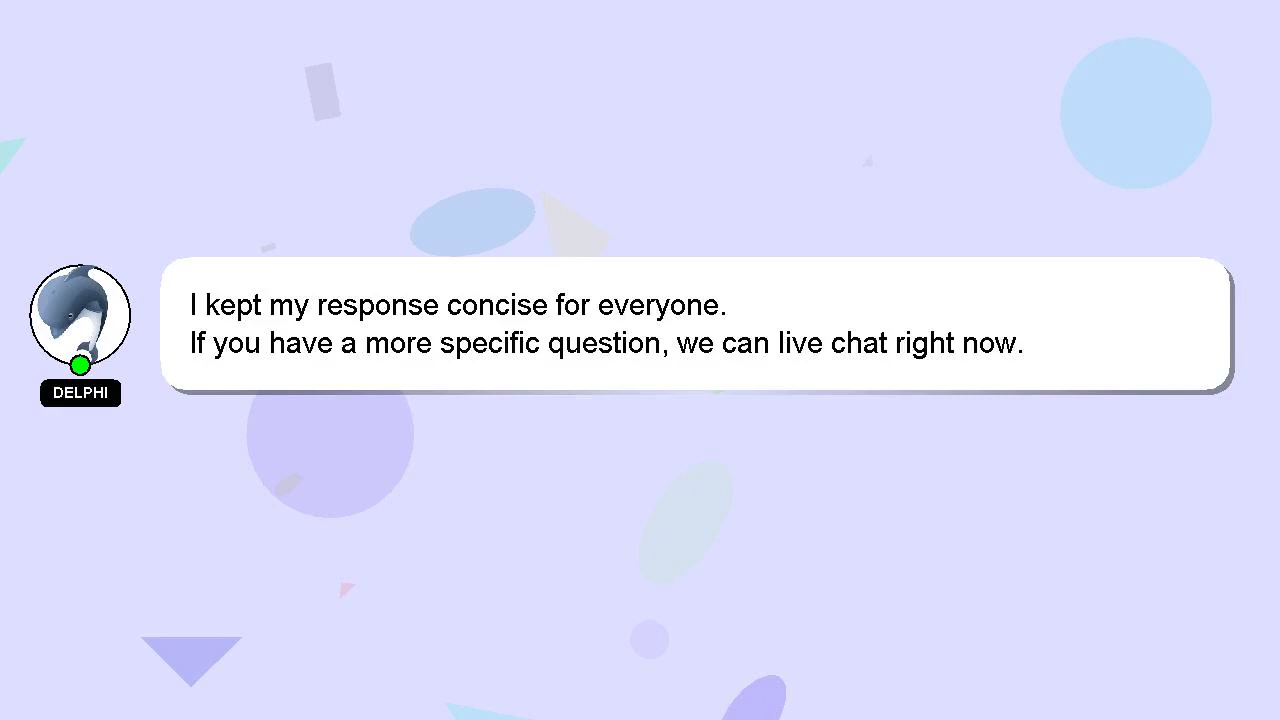 I kept my response concise for everyone.
If you have a more specific question, we can live chat right now.
DELPHI